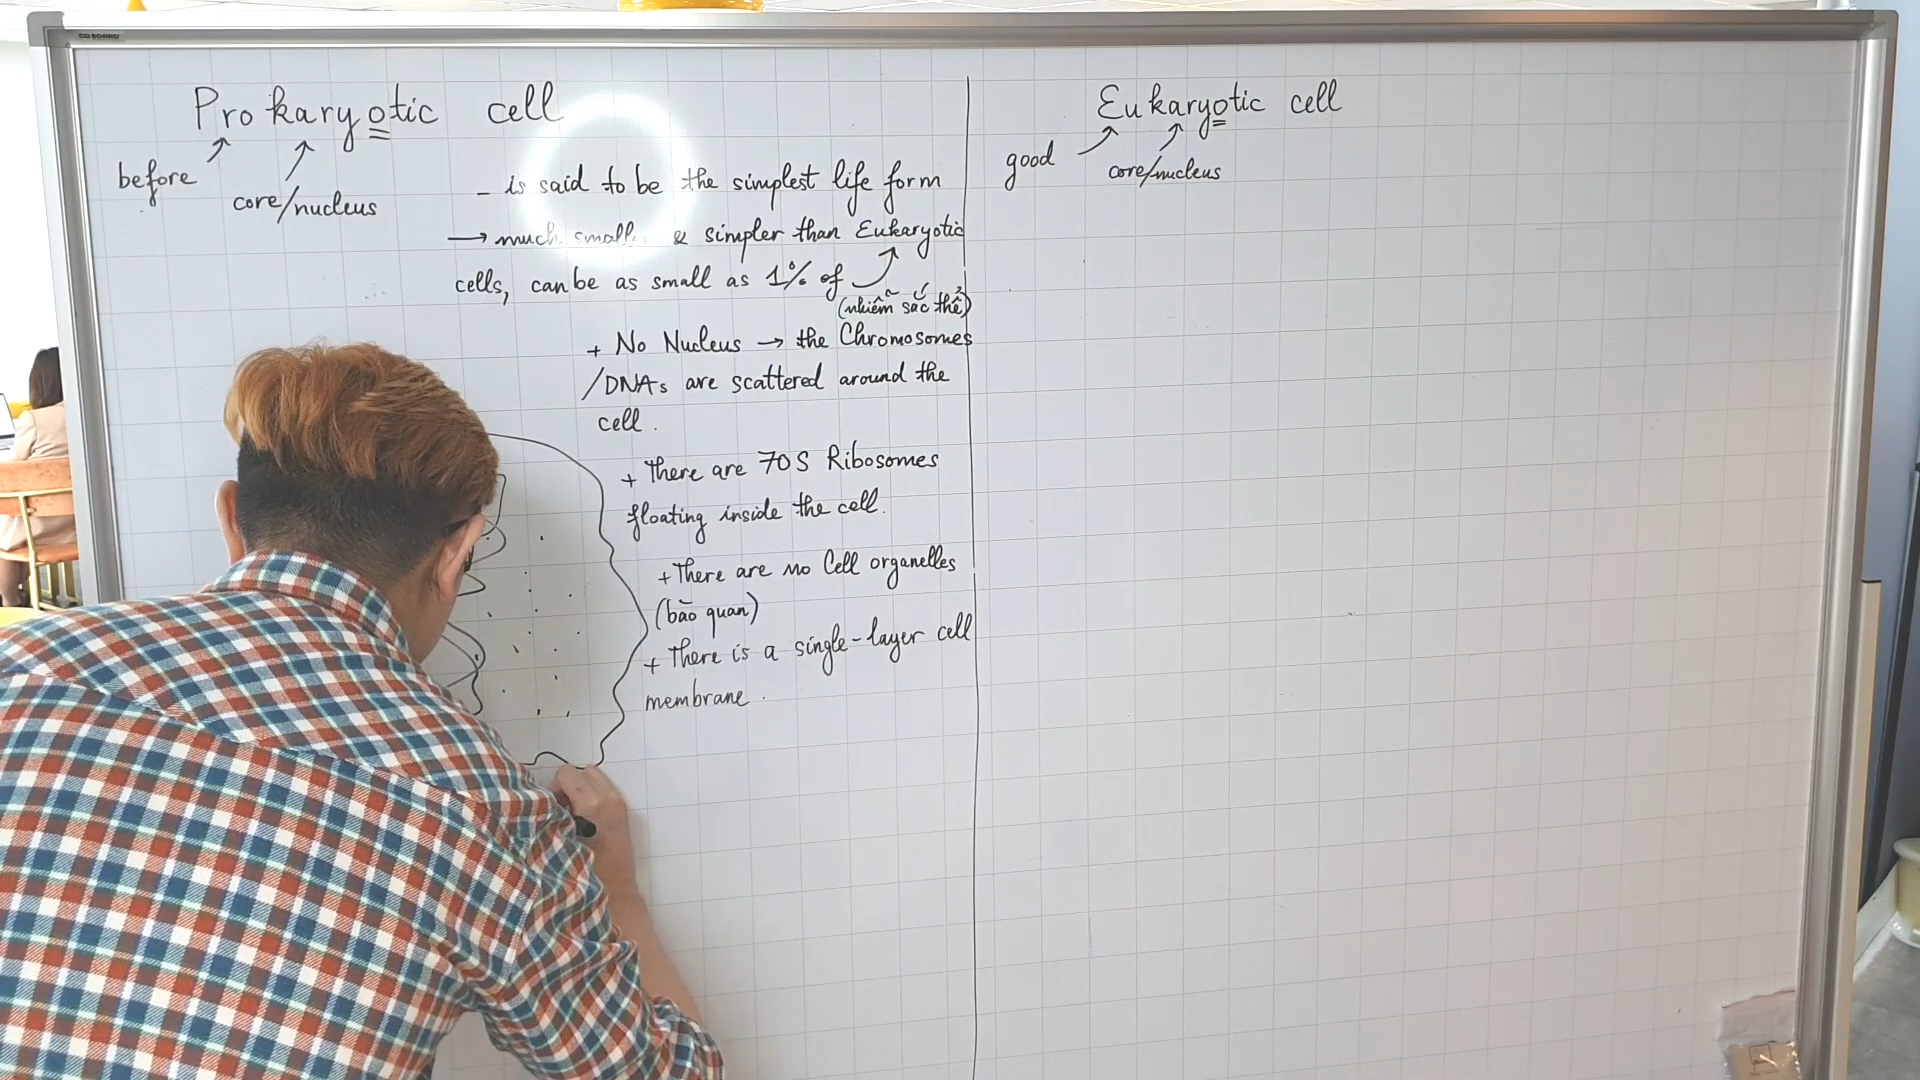 Prokaryotic cell
before
core/nucleus
- is said to be the simplest life form
→ much small & simpler than Eukaryotic
cells, can be as small as 1% of
(nhiễm sắc thể)
+ No Nucleus → the Chromosomes
/DNAs are scattered around the
cell.
+ There are 70S Ribosomes
floating inside the cell.
+ There are no Cell organelles
(bào quan)
+ There is a single-layer cell
membrane.
Eukaryotic cell
good
core/nucleus